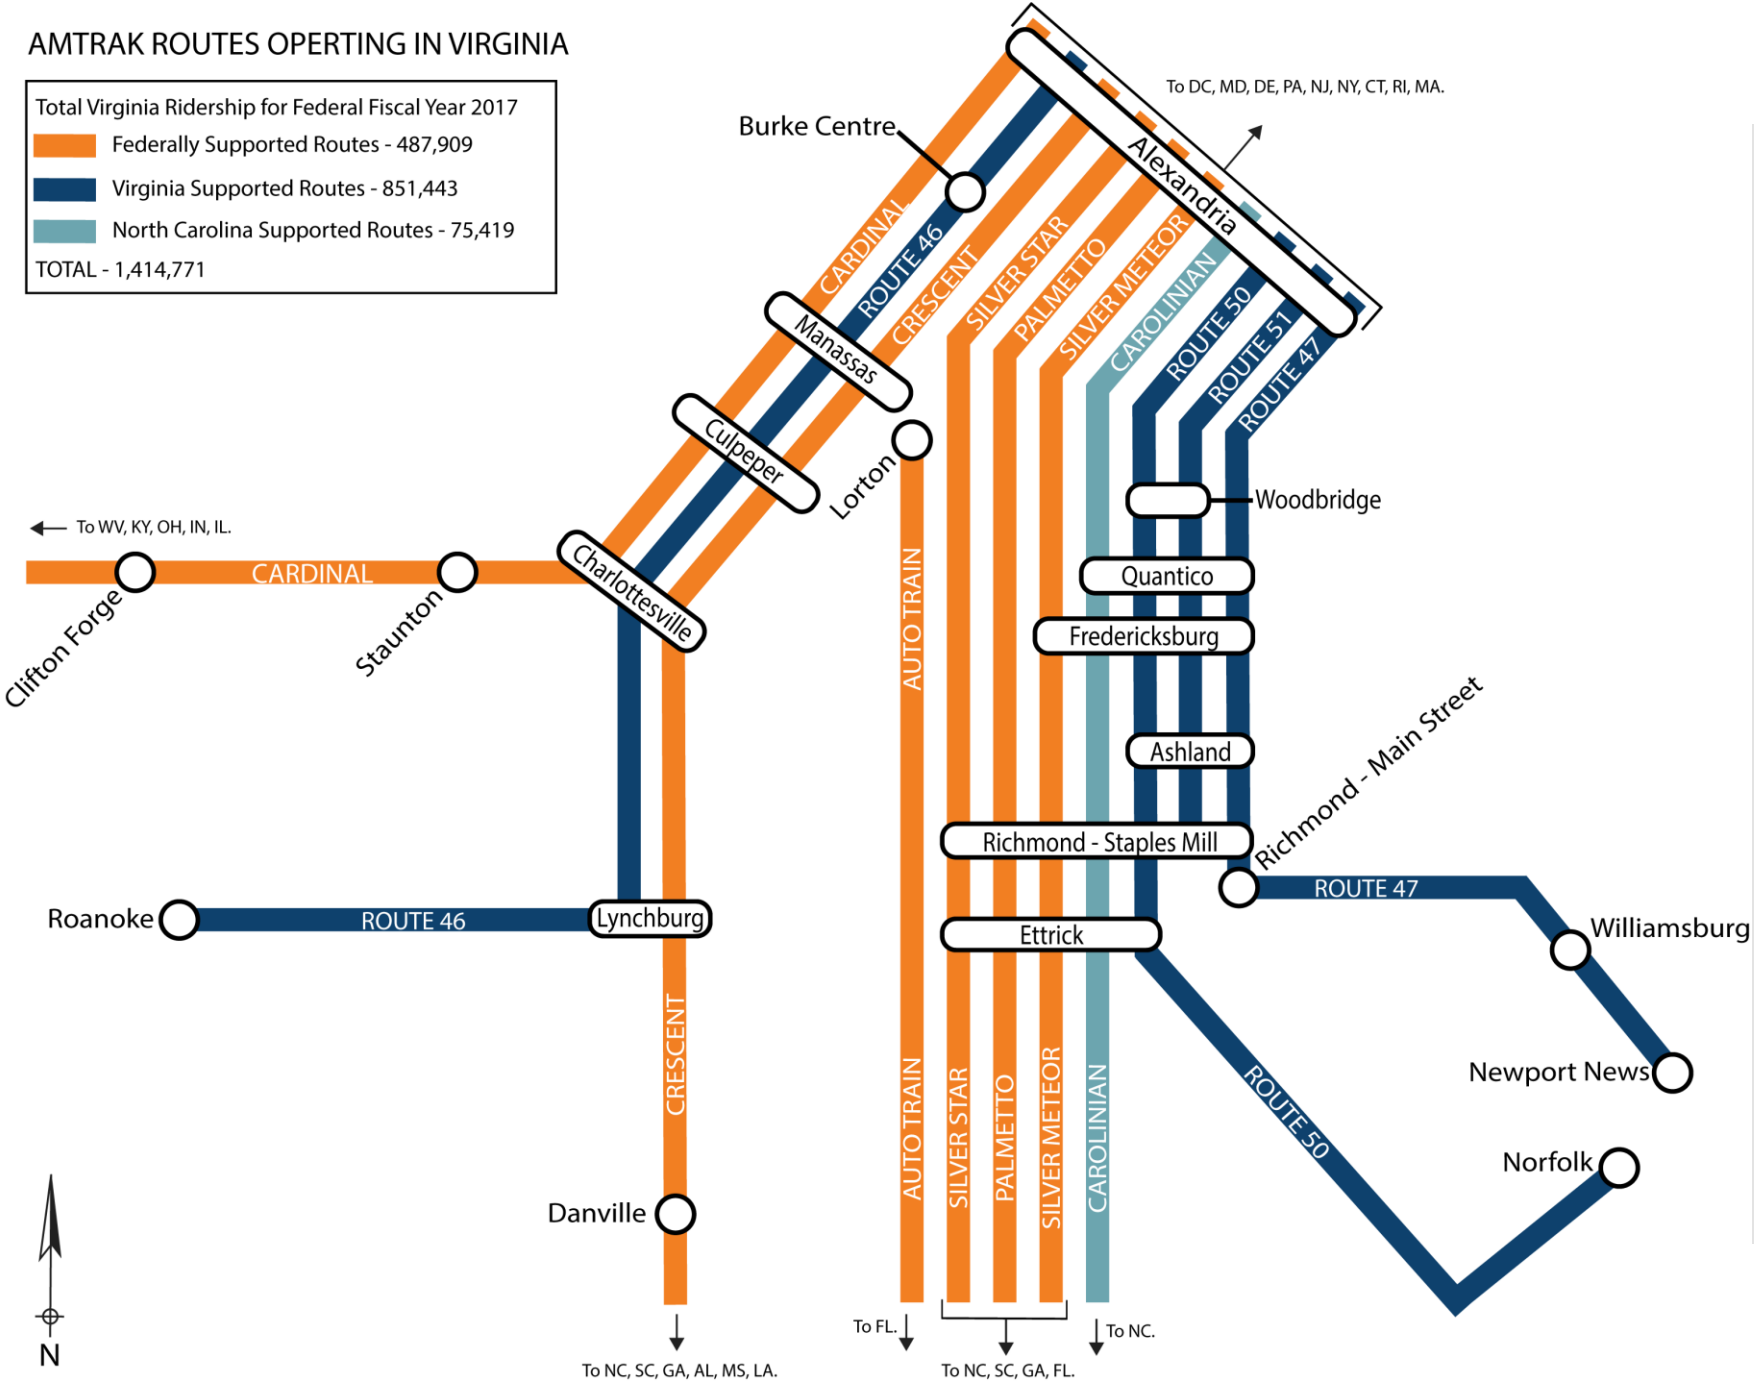 AMTRAK ROUTES OPERTING IN VIRGINIA
Total Virginia Ridership for Federal Fiscal Year 2017
Federally Supported Routes - 487,909
Virginia Supported Routes - 851,443
North Carolina Supported Routes - 75,419
TOTAL - 1,414,771
To DC, MD, DE, PA, NJ, NY, CT, RI, MA.
Burke Centre
Alexandria
CARDINAL
ROUTE 46
CRESCENT
SILVER STAR
PALMETTO
SILVER METEOR
CAROLINIAN
ROUTE 50
ROUTE 51
ROUTE 47
Manassas
Culpeper
Lorton
Woodbridge
To WV, KY, OH, IN, IL.
CARDINAL
Clifton Forge
Staunton
Charlottesville
AUTO TRAIN
Quantico
Fredericksburg
Ashland
Richmond - Main Street
Richmond - Staples Mill
ROUTE 47
Roanoke
ROUTE 46
Lynchburg
Ettrick
Williamsburg
CRESCENT
Newport News
AUTO TRAIN
SILVER STAR
PALMETTO
SILVER METEOR
CAROLINIAN
ROUTE 50
Norfolk
Danville
N
To FL.
To NC.
To NC, SC, GA, AL, MS, LA.
To NC, SC, GA, FL.